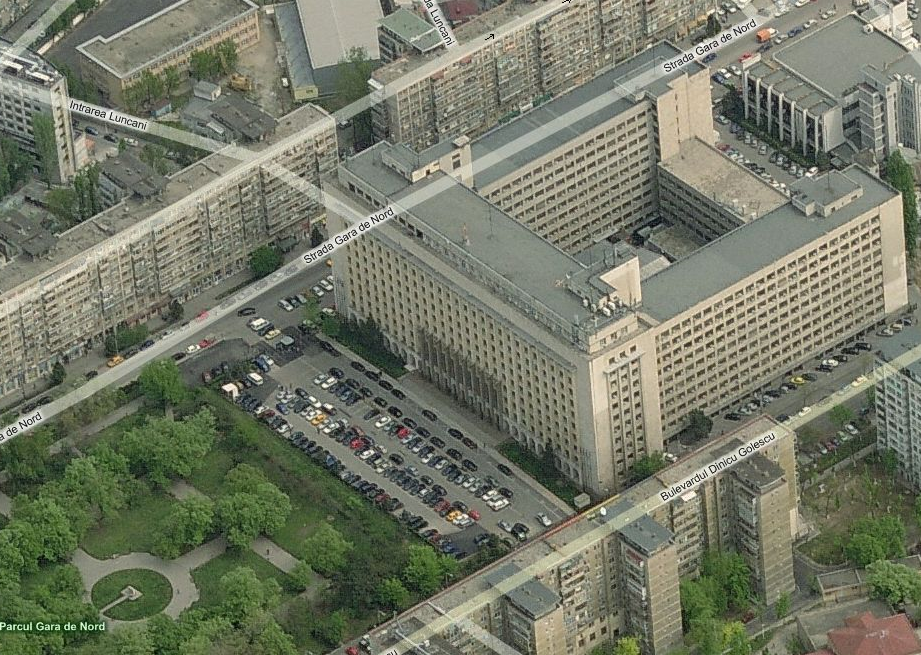 a Luncani
Strada Gara de Nord
Intrarea Luncani
Strada Gara de Nord
a de Nord
Bulevardul Dinicu Golescu
Parcul Gara de Nord
cu